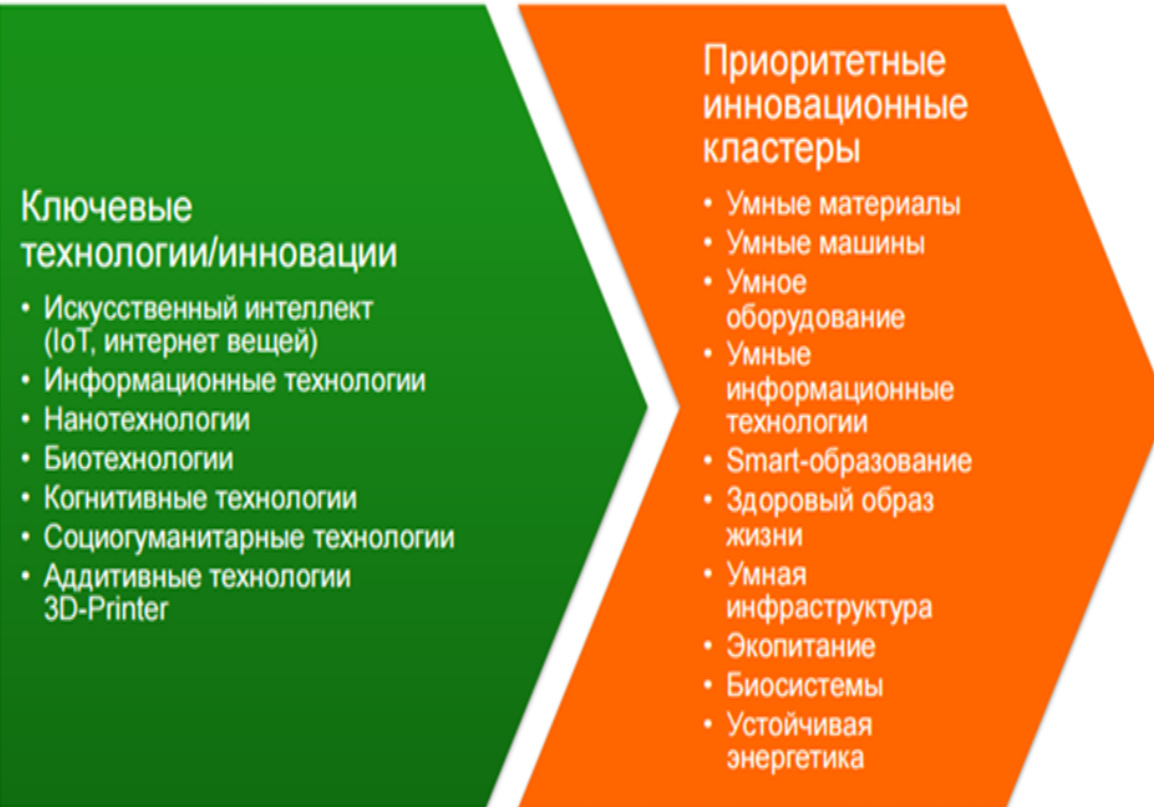 Ключевые
технологии/инновации
• Искусственный интеллект
(IoT, интернет вещей)
• Информационные технологии
• Нанотехнологии
• Биотехнологии
• Когнитивные технологии
• Социогуманитарные технологии
• Аддитивные технологии
3D-Printer
Приоритетные
инновационные
кластеры
• Умные материалы
• Умные машины
• Умное
оборудование
• Умные
информационные
технологии
• Smart-образование
• Здоровый образ
жизни
• Умная
инфраструктура
• Экопитание
• Биосистемы
• Устойчивая
энергетика